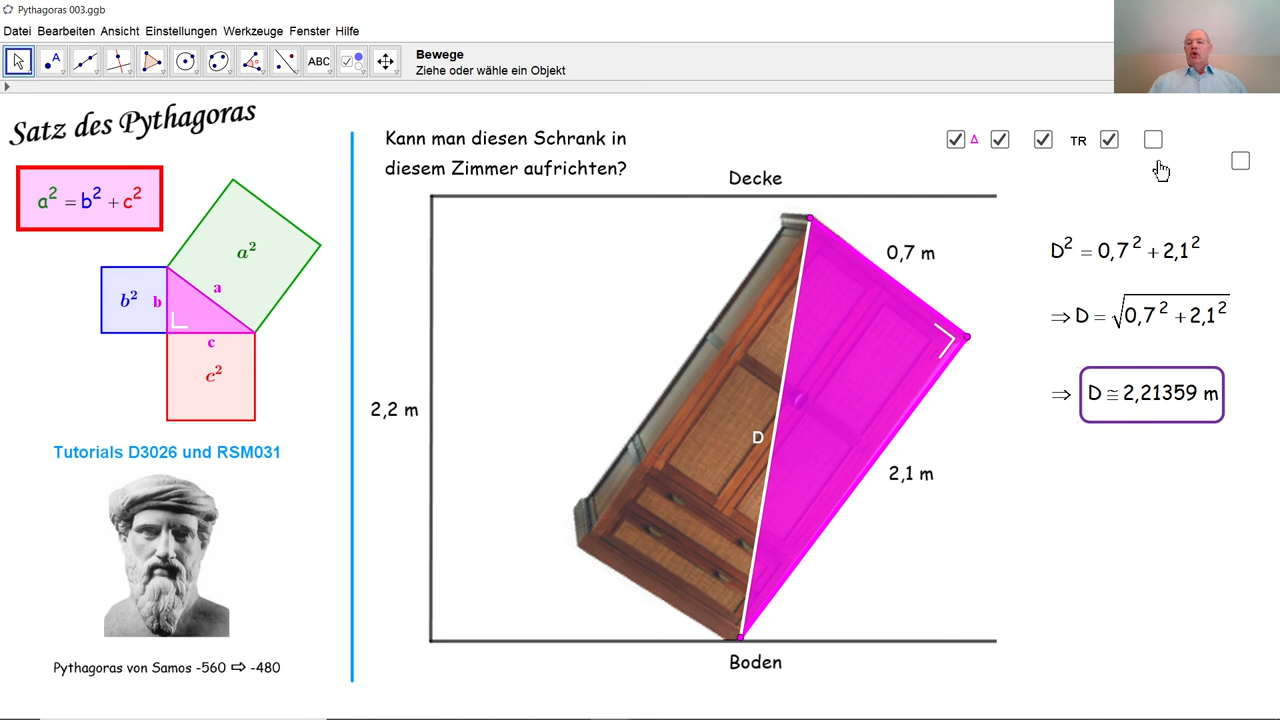 Pythagoras 003.ggb
Datei Bearbeiten Ansicht Einstellungen Werkzeuge Fenster Hilfe
A
ABC
Bewege
Ziehe oder wähle ein Objekt
Satz des Pythagoras
a² = b² + c²
a²
b²
b
a
c
c²
Tutorials D3026 und RSM031
Pythagoras von Samos -560 ⇨ -480
Kann man diesen Schrank in
diesem Zimmer aufrichten?
Δ
TR
Decke
0,7 m
2,2 m
D
2,1 m
Boden
D² = 0,7² + 2,1²
⇒ D = √0,7² + 2,1²
⇒ D ≅ 2,21359 m